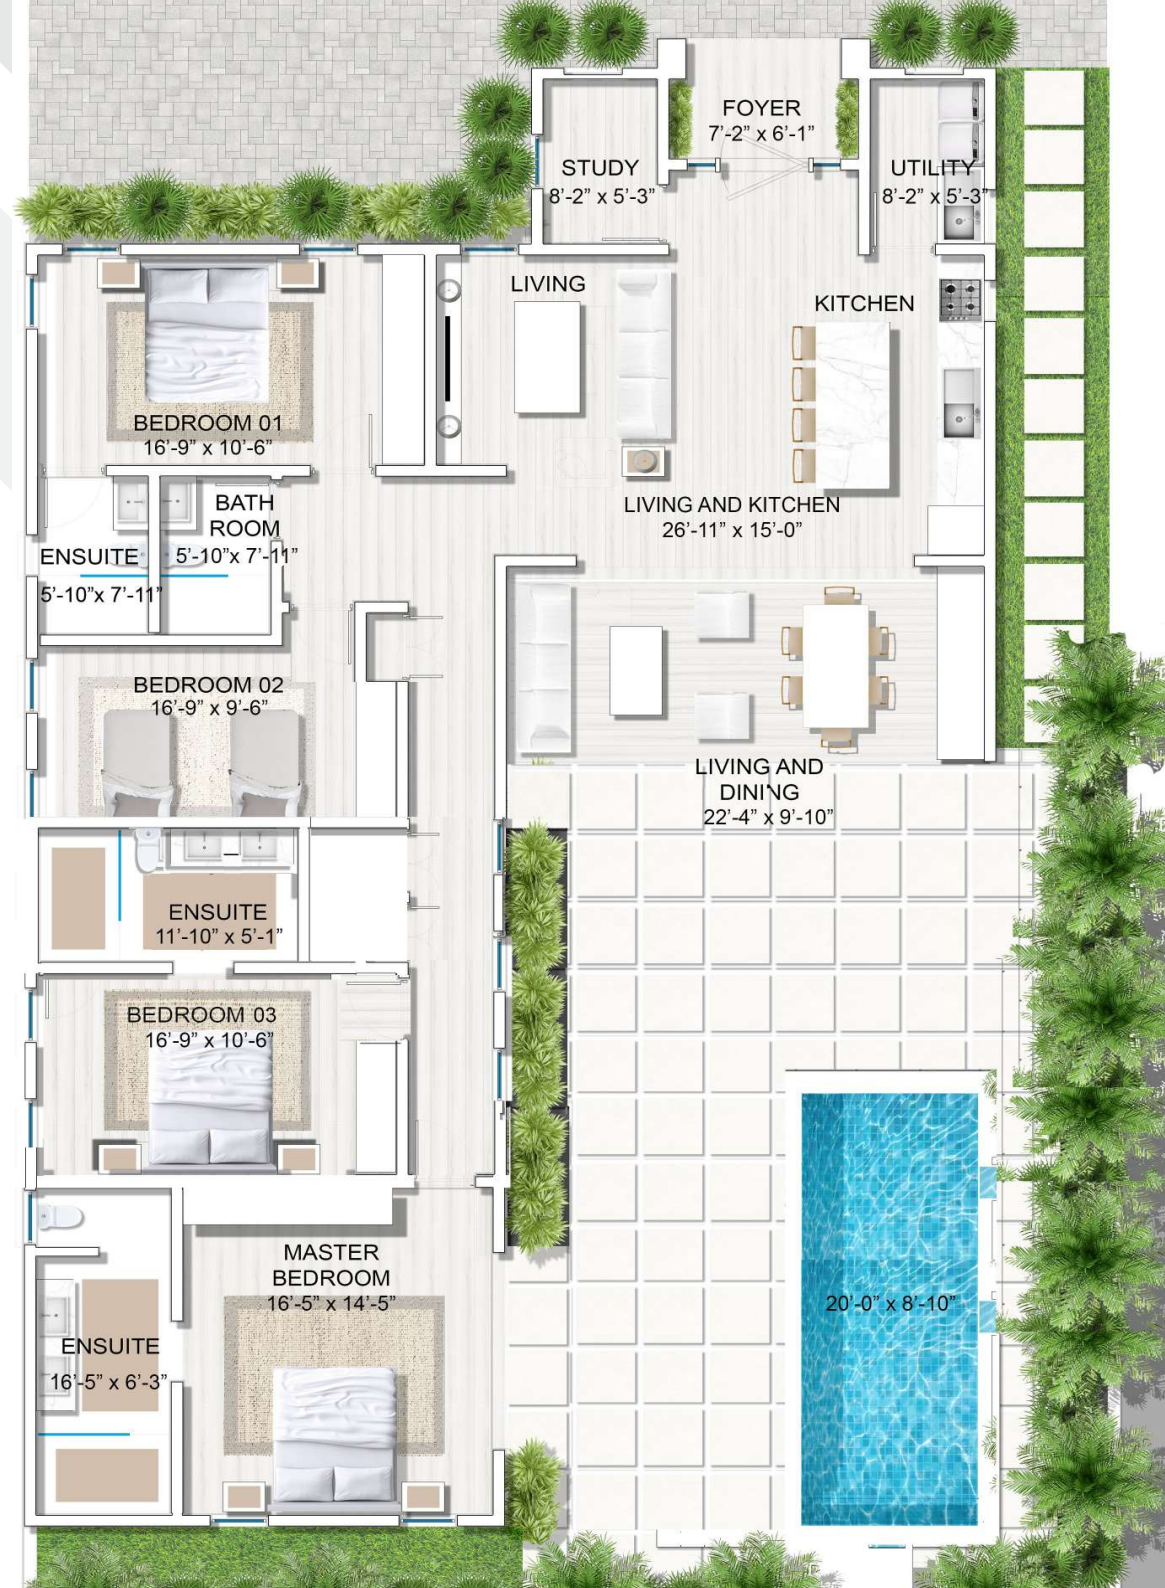 FOYER
7'-2” x 6'-1”
STUDY
8'-2” x 5'-3”
UTILITY
8'-2” x 5'-3”
LIVING
KITCHEN
BEDROOM 01
16'-9” x 10'-6”
BATH
ROOM
5'-10”x 7'-11”
ENSUITE
5'-10”x 7'-11”
LIVING AND KITCHEN
26'-11” x 15'-0”
BEDROOM 02
16'-9” x 9'-6”
LIVING AND
DINING
22'-4” x 9'-10”
ENSUITE
11'-10” x 5'-1”
BEDROOM 03
16'-9” x 10'-6”
MASTER
BEDROOM
16'-5” x 14'-5”
20'-0” x 8'-10”
ENSUITE
16'-5” x 6'-3”